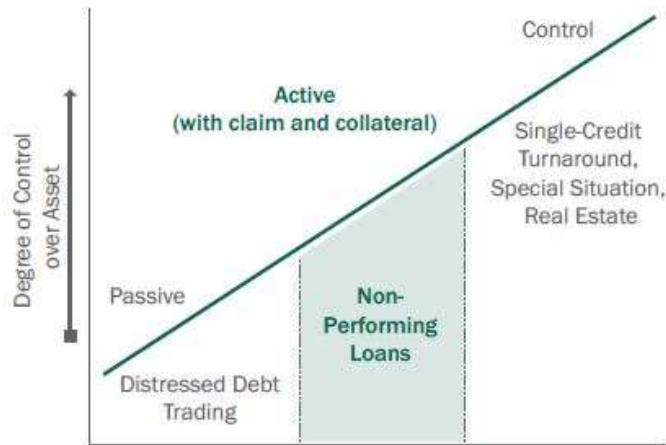 Control
Active
(with claim and collateral)
Single-Credit
Turnaround,
Special Situation,
Real Estate
Degree of Control
over Asset
Passive
Non-
Performing
Loans
Distressed Debt
Trading